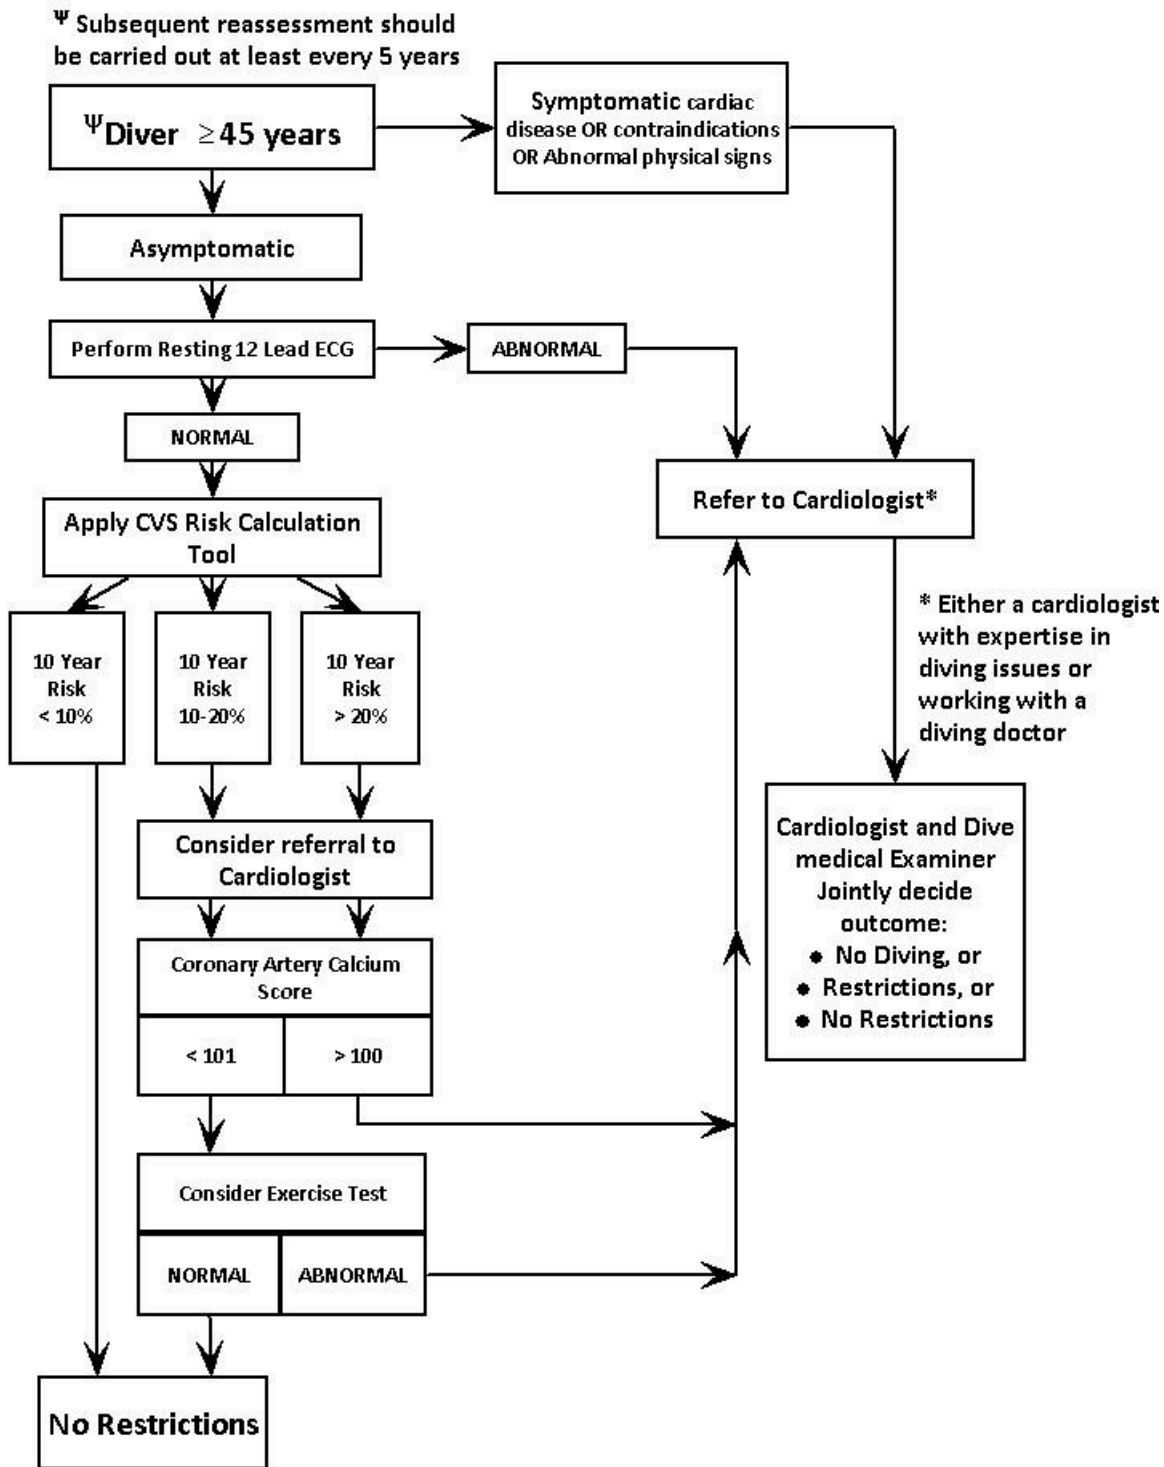 Ψ Subsequent reassessment should
be carried out at least every 5 years
ΨDiver ≥45 years
Symptomatic cardiac
disease OR contraindications
OR Abnormal physical signs
Asymptomatic
Perform Resting 12 Lead ECG
ABNORMAL
NORMAL
Refer to Cardiologist*
Apply CVS Risk Calculation
Tool
10 Year
Risk
< 10%
10 Year
Risk
10-20%
10 Year
Risk
> 20%
* Either a cardiologist
with expertise in
diving issues or
working with a
diving doctor
Consider referral to
Cardiologist
Cardiologist and Dive
medical Examiner
Jointly decide
outcome:
● No Diving, or
● Restrictions, or
● No Restrictions
Coronary Artery Calcium
Score
< 101
> 100
Consider Exercise Test
NORMAL
ABNORMAL
No Restrictions